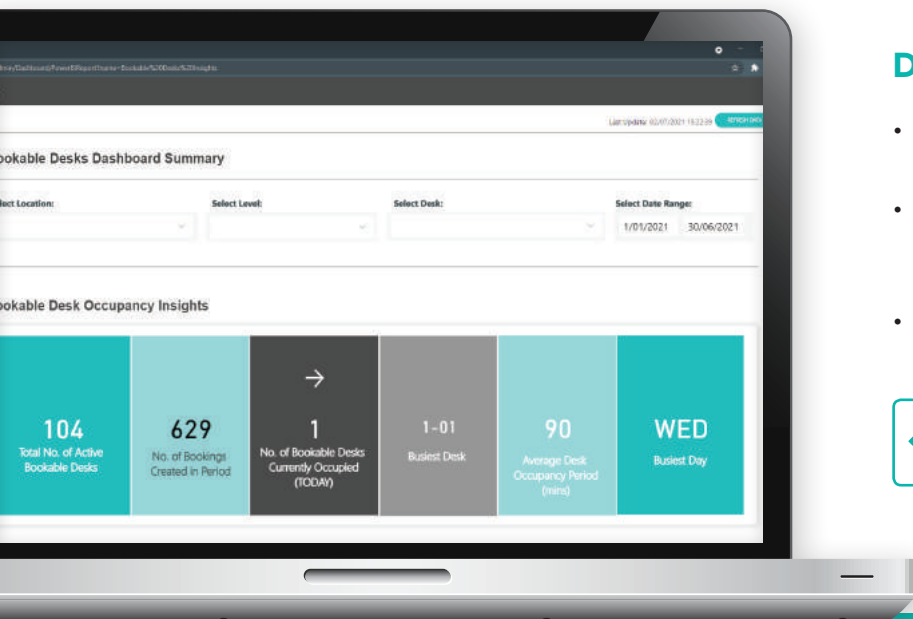 Last Update: 02/07/2021 15:22:39
REFRESH DATA
ookable Desks Dashboard Summary
lect Location:
Select Level:
Select Desk:
Select Date Range:
1/01/2021 30/06/2021
ookable Desk Occupancy Insights
104
Total No. of Active
Bookable Desks
629
No. of Bookings
Created in Period
1
No. of Bookable Desks
Currently Occupied
(TODAY)
1-01
Busiest Desk
90
Average Desk
Occupancy Period
(mins)
WED
Busiest Day
D